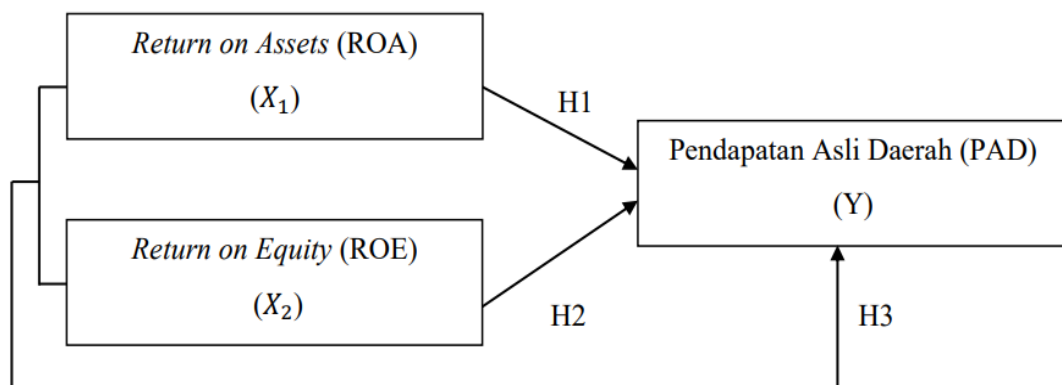 Return on Assets (ROA)
(X₁)
H1
Pendapatan Asli Daerah (PAD)
(Y)
Return on Equity (ROE)
(X₂)
H2
H3